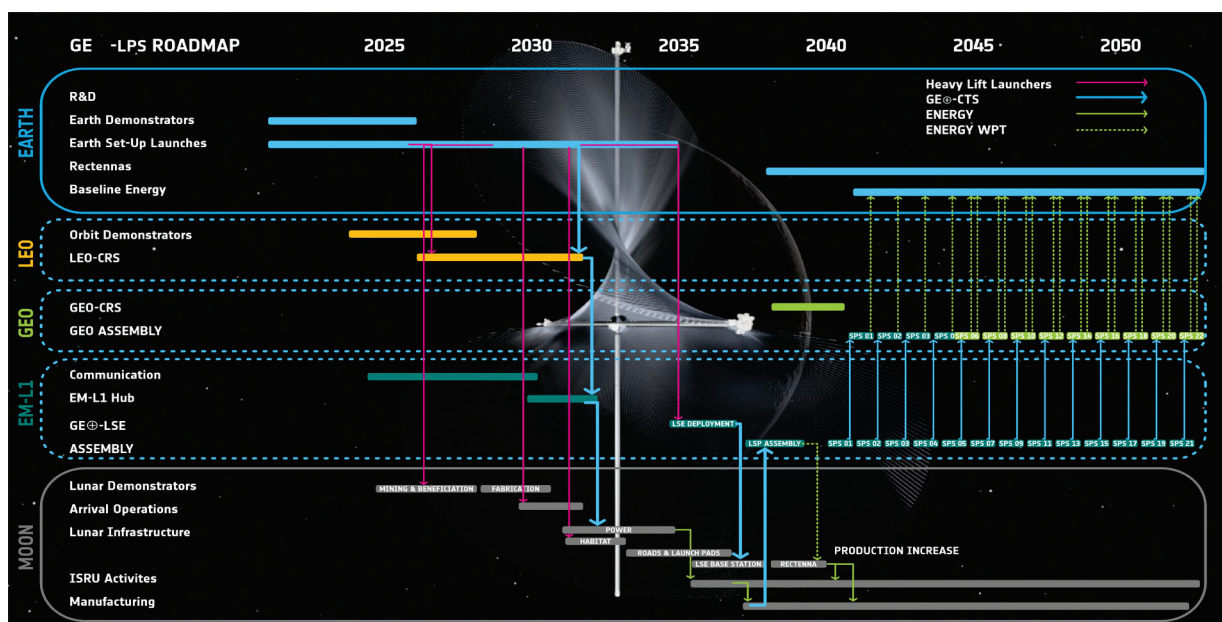 GE -LPS ROADMAP 2025 2030 2035 2040 2045 2050
Heavy Lift Launchers
GE⊕-CTS
ENERGY
ENERGY WPT
EARTH
R&D
Earth Demonstrators
Earth Set-Up Launches
Rectennas
Baseline Energy
LEO
Orbit Demonstrators
LEO-CRS
GEO
GEO-CRS
GEO ASSEMBLY
SPS 01 SPS 02 SPS 03 SPS 0 SPS 06 SPS 08 SPS 10 SPS 12 SPS 14 SPS 16 SPS 18 SPS 20 SPS 22
EM-L1
Communication
EM-L1 Hub
GE⊕-LSE
LSE DEPLOYMENT
ASSEMBLY
LSP ASSEMBLY SPS 01 SPS 02 SPS 03 SPS 04 SPS 05 SPS 07 SPS 09 SPS 11 SPS 13 SPS 15 SPS 17 SPS 19 SPS 21
MOON
Lunar Demonstrators
MINING & BENEFICIATION FABRICATION
Arrival Operations
Lunar Infrastructure
POWER
HABITAT
ROADS & LAUNCH PADS PRODUCTION INCREASE
LSE BASE STATION RECTENNA
ISRU Activites
Manufacturing